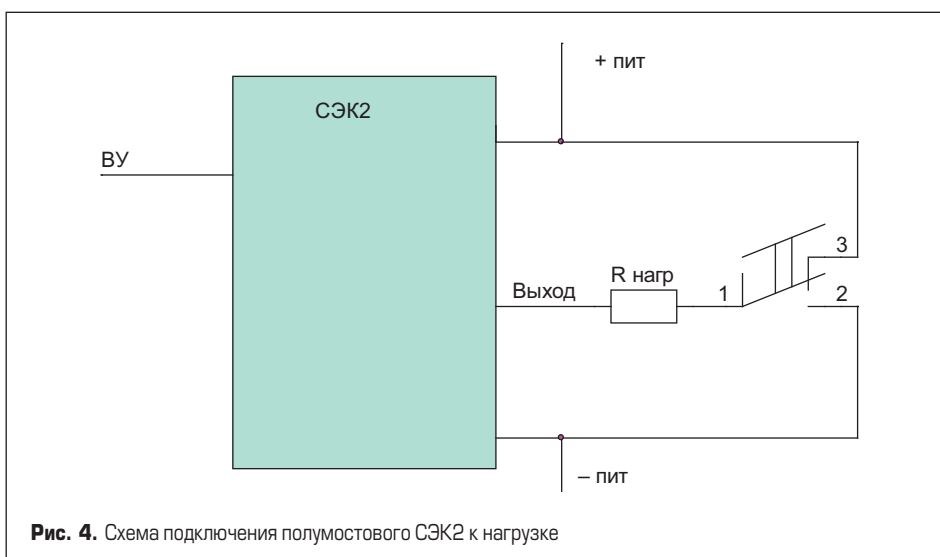 + пит
СЭК2
ВУ
3
R нагр
Выход
1
2
– пит
Рис. 4. Схема подключения полумостового СЭК2 к нагрузке